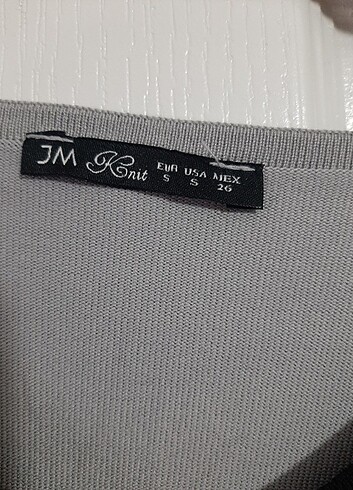 JM Knit
EUR USA MEX
S S 26